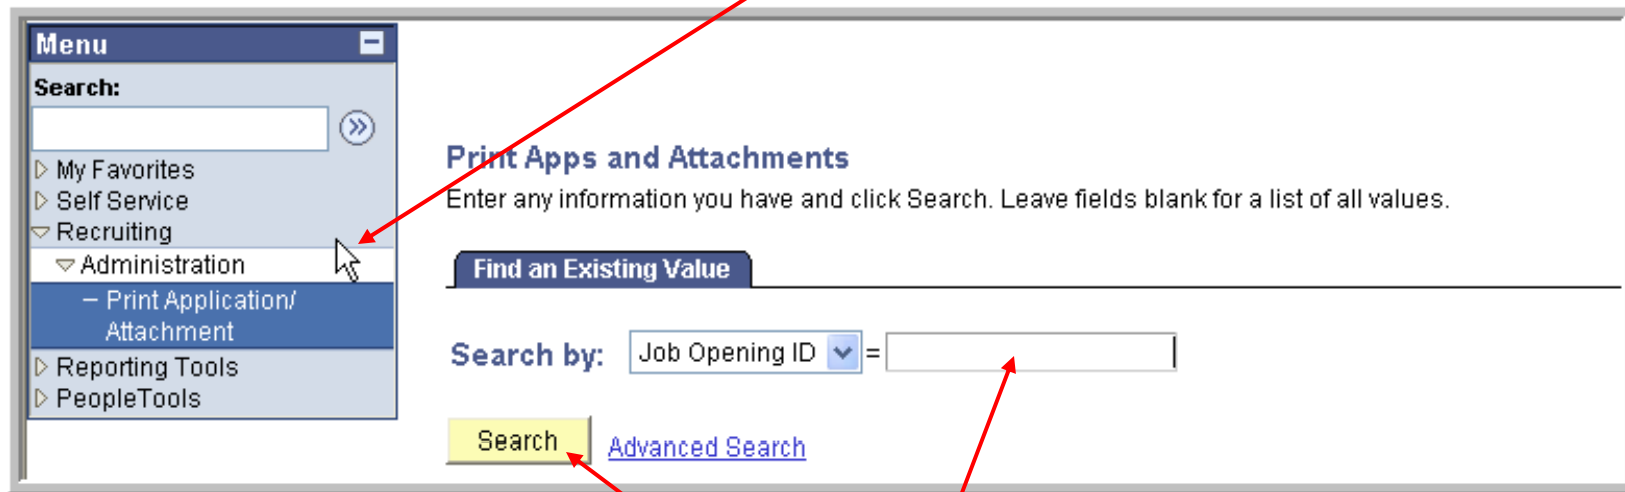 Menu
Search:
My Favorites
Self Service
Recruiting
Administration
– Print Application/
Attachment
Reporting Tools
PeopleTools
Print Apps and Attachments
Enter any information you have and click Search. Leave fields blank for a list of all values.
Find an Existing Value
Search by: Job Opening ID =
Search Advanced Search